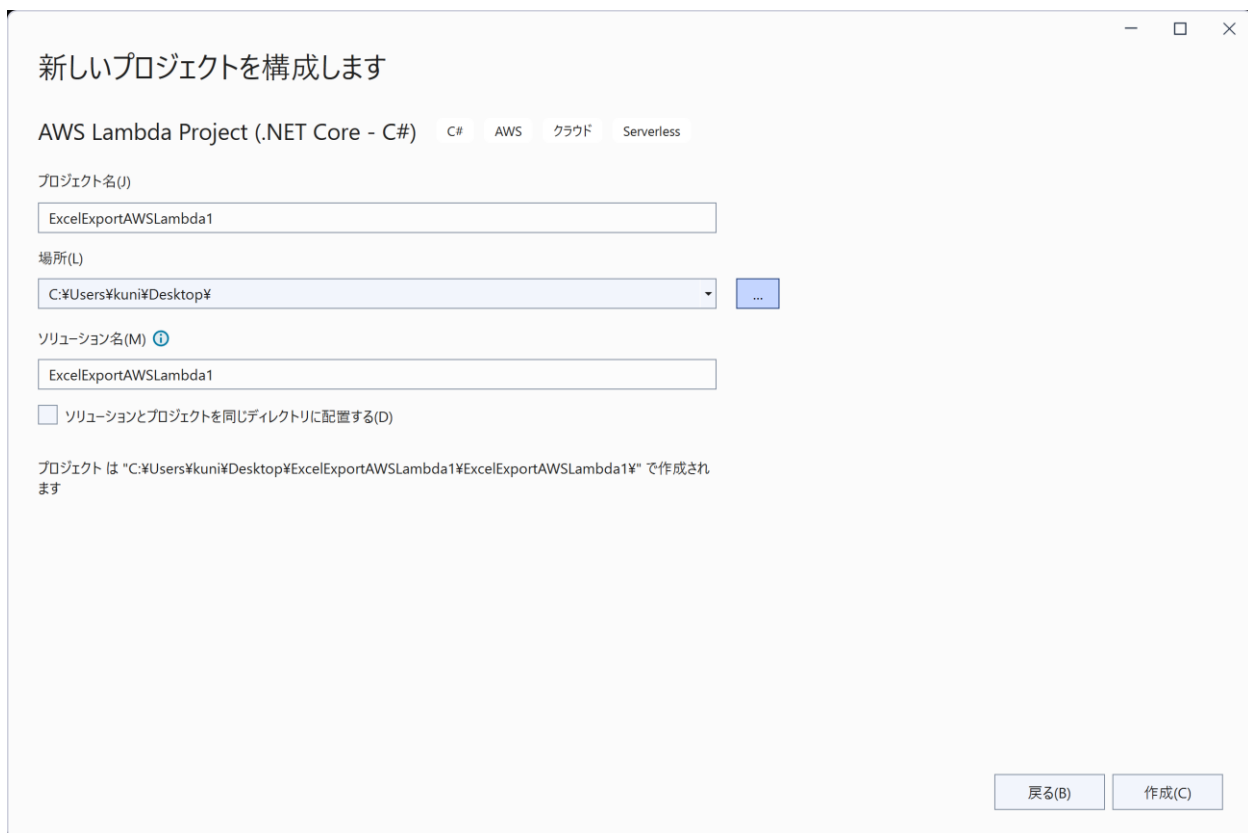 新しいプロジェクトを構成します
AWS Lambda Project (.NET Core - C#) C# AWS クラウド Serverless
プロジェクト名(J)
ExcelExportAWSLambda1
場所(L)
C:¥Users¥kuni¥Desktop¥
...
ソリューション名(M)
ExcelExportAWSLambda1
ソリューションとプロジェクトを同じディレクトリに配置する(D)
プロジェクト は "C:¥Users¥kuni¥Desktop¥ExcelExportAWSLambda1¥ExcelExportAWSLambda1¥" で作成され
ます
戻る(B) 作成(C)